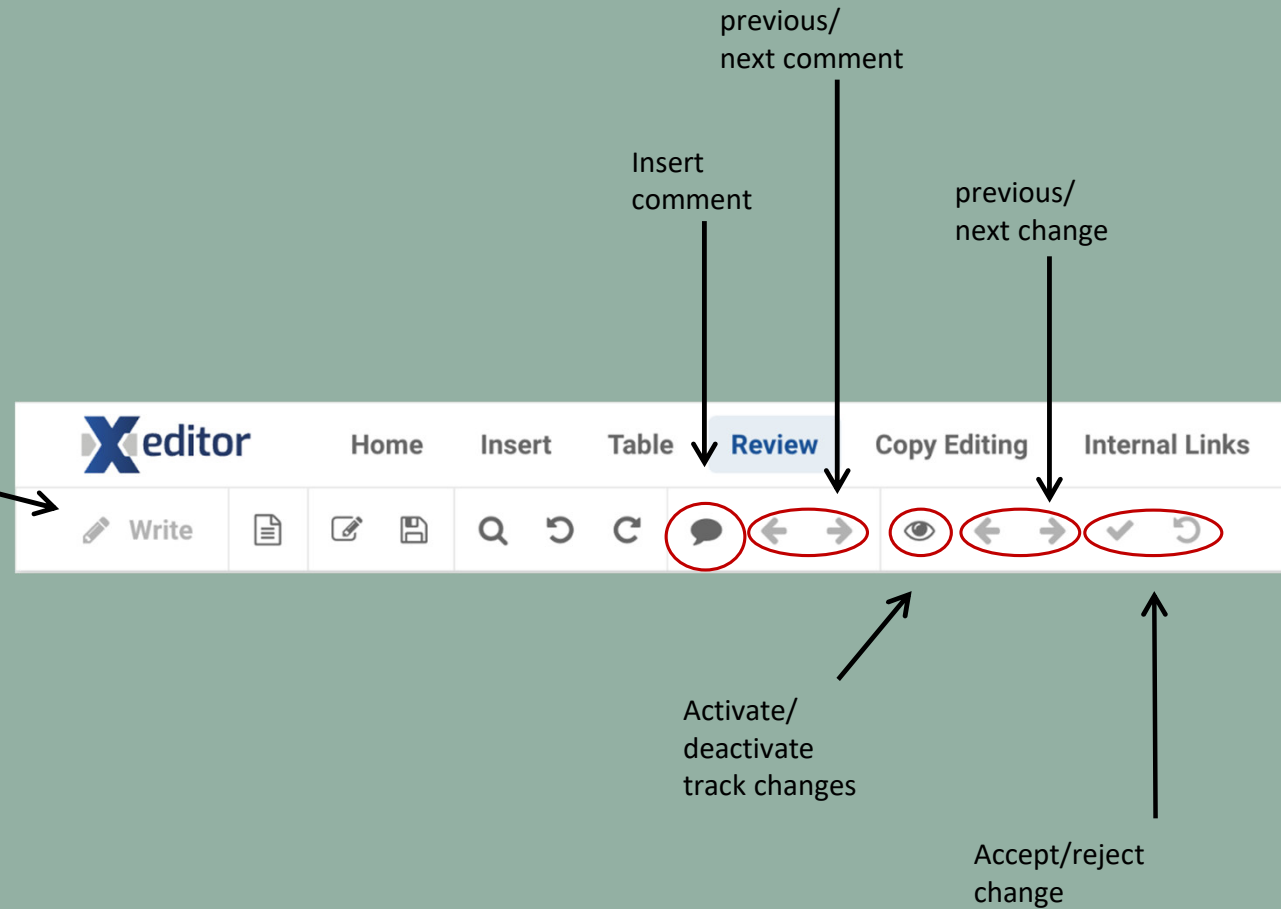 previous/
next comment
Insert
comment
previous/
next change
Xeditor
Home Insert Table Review Copy Editing Internal Links
Write
Activate/
deactivate
track changes
Accept/reject
change